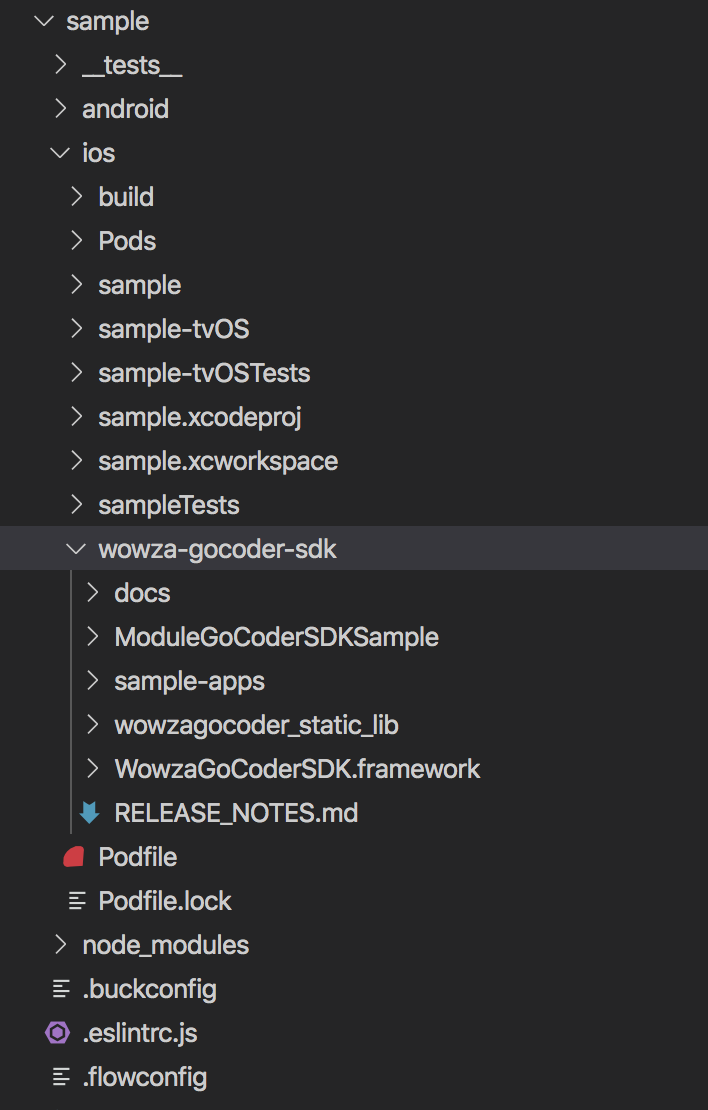 sample
__tests__
android
ios
build
Pods
sample
sample-tvOS
sample-tvOSTests
sample.xcodeproj
sample.xcworkspace
sampleTests
wowza-gocoder-sdk
docs
ModuleGoCoderSDKSample
sample-apps
wowzagocoder_static_lib
WowzaGoCoderSDK.framework
RELEASE_NOTES.md
Podfile
Podfile.lock
node_modules
.buckconfig
.eslintrc.js
.flowconfig